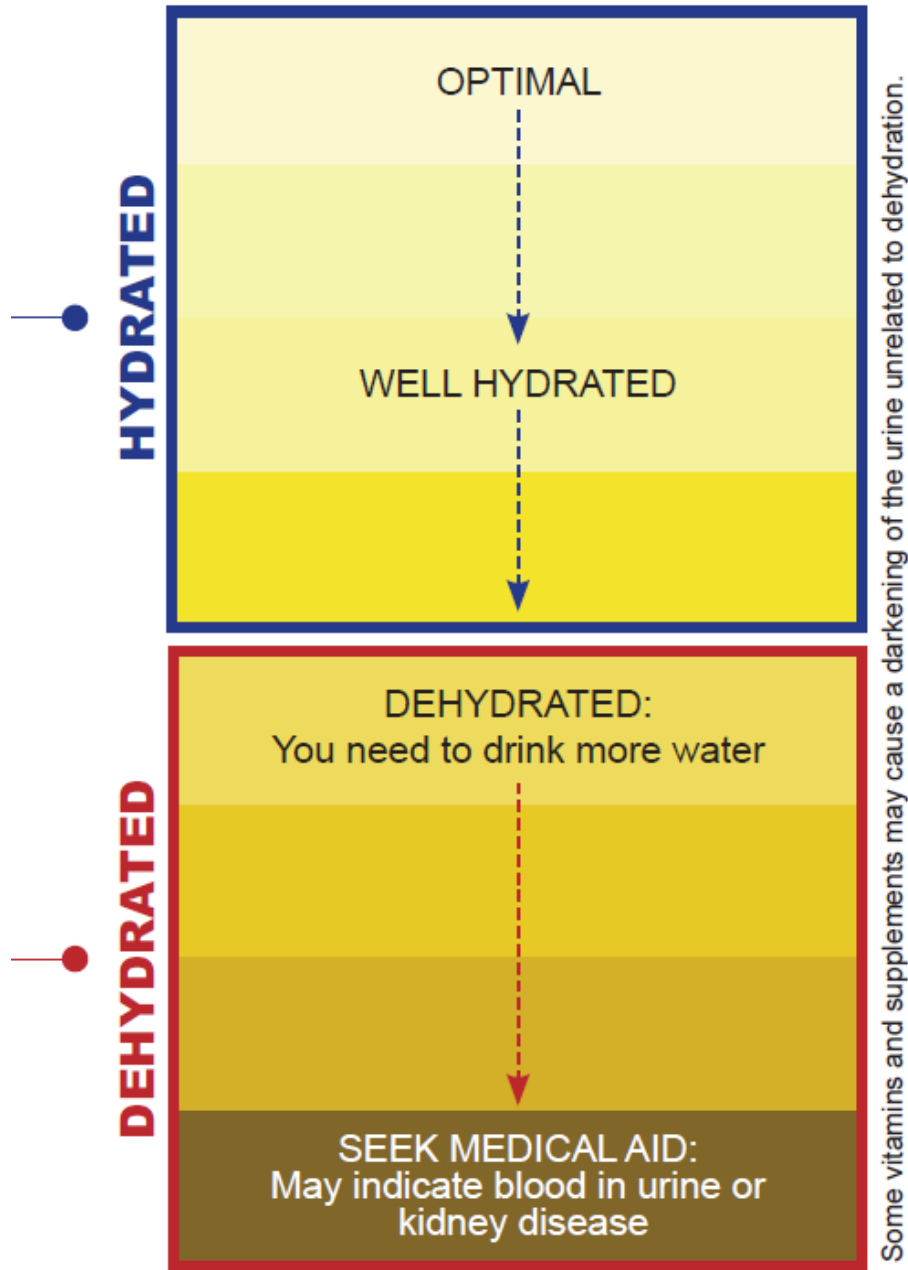 HYDRATED
OPTIMAL
WELL HYDRATED
DEHYDRATED
DEHYDRATED:
You need to drink more water
SEEK MEDICAL AID:
May indicate blood in urine or
kidney disease
Some vitamins and supplements may cause a darkening of the urine unrelated to dehydration.